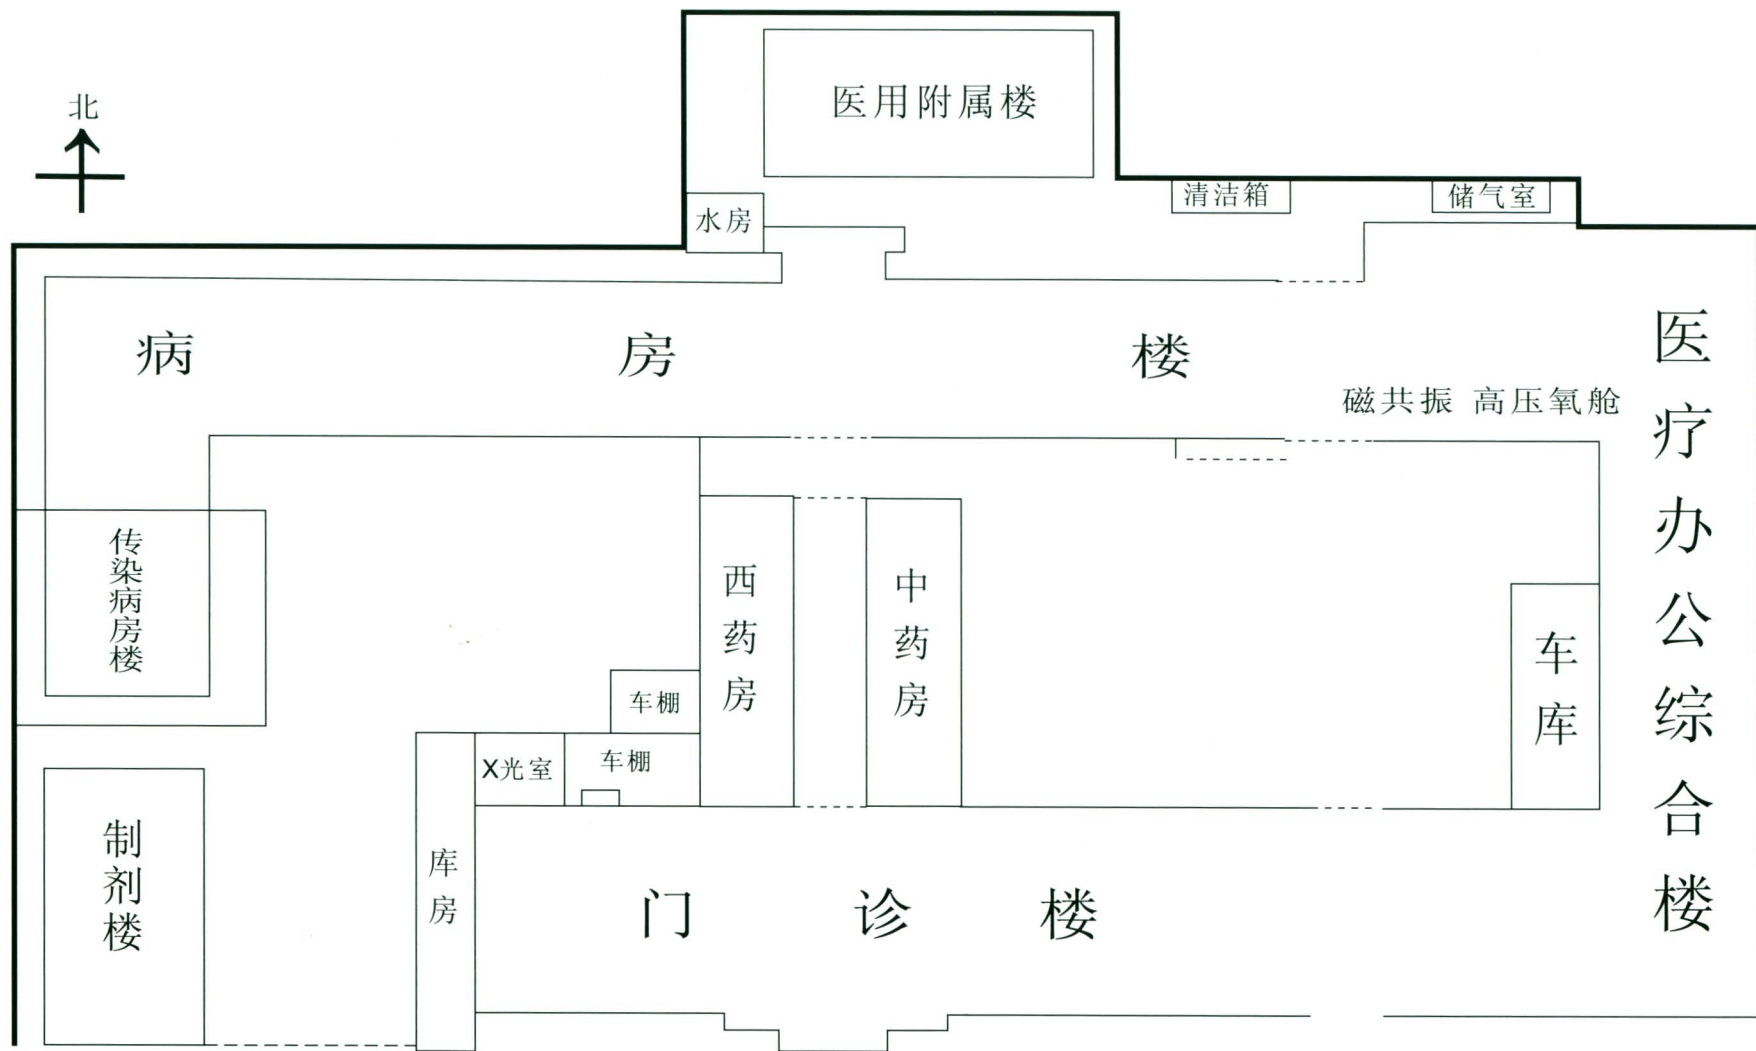 医用附属楼
北
清洁箱
储气室
水房
病房楼
磁共振 高压氧舱
医疗办公综合楼
传染病房楼
西药房
中药房
车库
车棚
X光室
车棚
制剂楼
库房
门诊楼